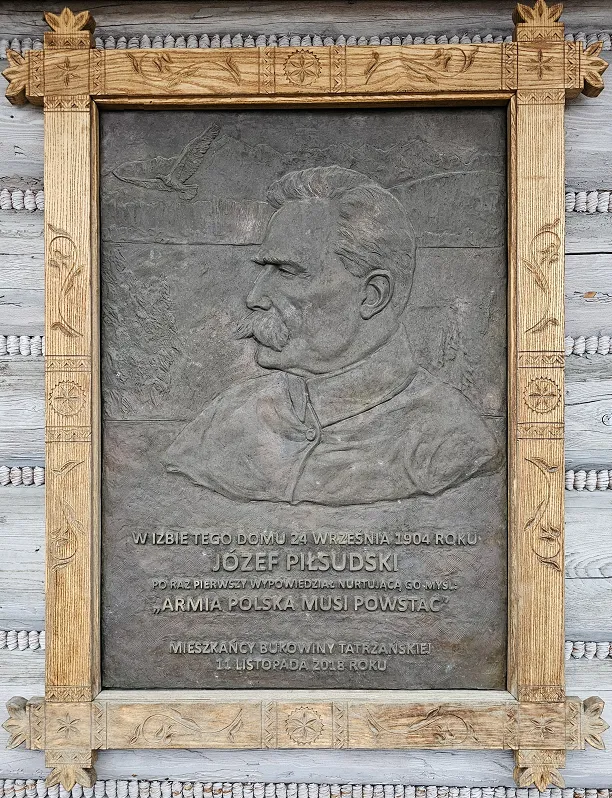 W IZBIE TEGO DOMU 24 WRZEŚNIA 1904 ROKU
JÓZEF PIŁSUDSKI
PO RAZ PIERWSZY WYPOWIEDZIAŁ NURTUJĄCĄ GO MYŚL:
„ARMIA POLSKA MUSI POWSTAĆ”
MIESZKAŃCY BUKOWINY TATRZAŃSKIEJ
11 LISTOPADA 2018 ROKU